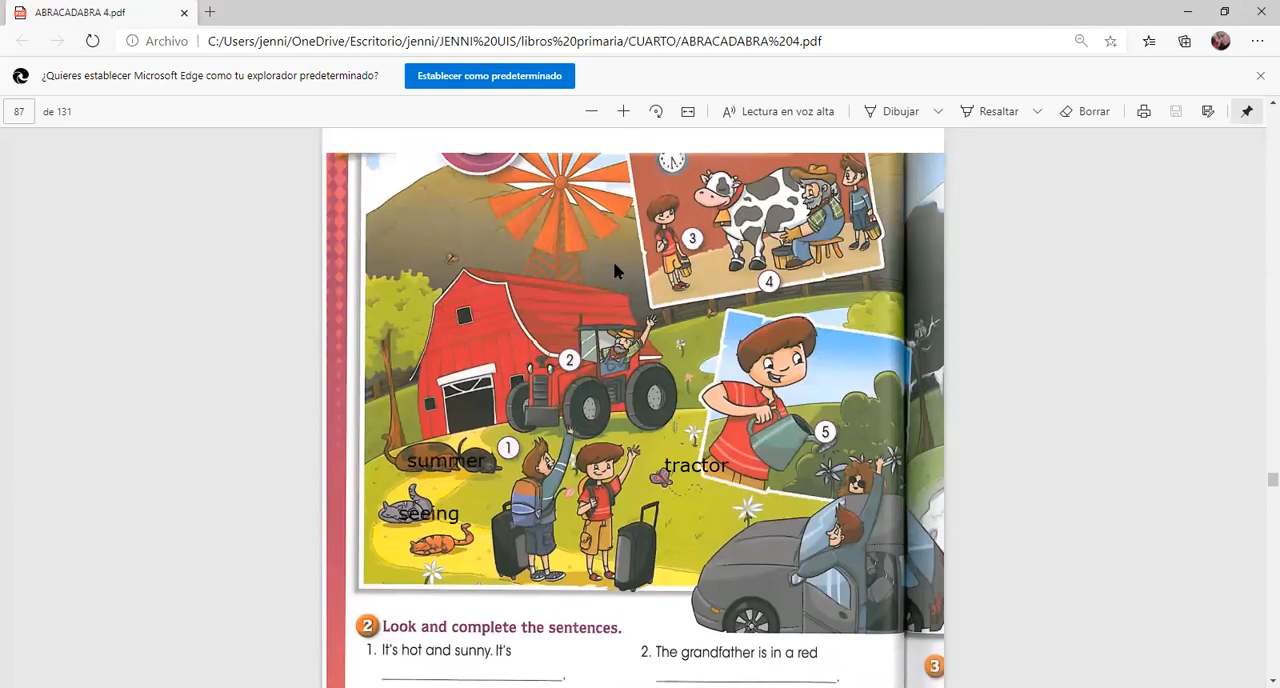 ABRACADABRA 4.pdf
Archivo
C:/Users/jenni/OneDrive/Escritorio/jenni/JENNI%20UIS/libros%20primaria/CUARTO/ABRACADABRA%204.pdf
¿Quieres establecer Microsoft Edge como tu explorador predeterminado?
Establecer como predeterminado
87 de 131
Lectura en voz alta
Dibujar
Resaltar
Borrar
3
4
2
5
1
summer
tractor
seeing
2 Look and complete the sentences.
1. It's hot and sunny. It's
2. The grandfather is in a red
3
____________________.
____________________.